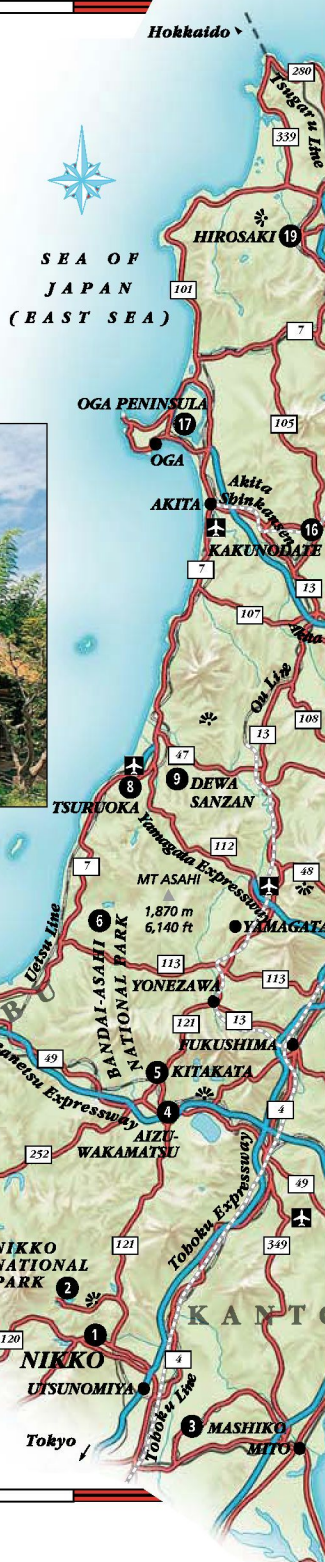 Hokkaido
280
Tsugaru Line
339
HIROSAKI 19
SEA OF
JAPAN
(EAST SEA)
101
7
OGA PENINSULA
17
105
OGA
Akita
Shinkansen
AKITA
16
KAKUNODATE
7
13
107
Akita
Ou Line
108
13
47
8
9 DEWA
SANZAN
TSURUOKA
Yamagata Expressway
112
7
48
MT ASAHI
1,870 m
6,140 ft
6
YAMAGATA
Uetsu Line
BANDAI-ASAHI
NATIONAL PARK
113
YONEZAWA
113
BU
121
13
FUKUSHIMA
49
5 KITAKATA
anetsu Expressway
4
4
AIZU-
WAKAMATSU
252
Tohoku Expressway
49
121
349
NIKKO
NATIONAL
PARK
2
KANTO
120
1
NIKKO
4
UTSUNOMIYA
Tohoku Line
3 MASHIKO
Tokyo
MITO